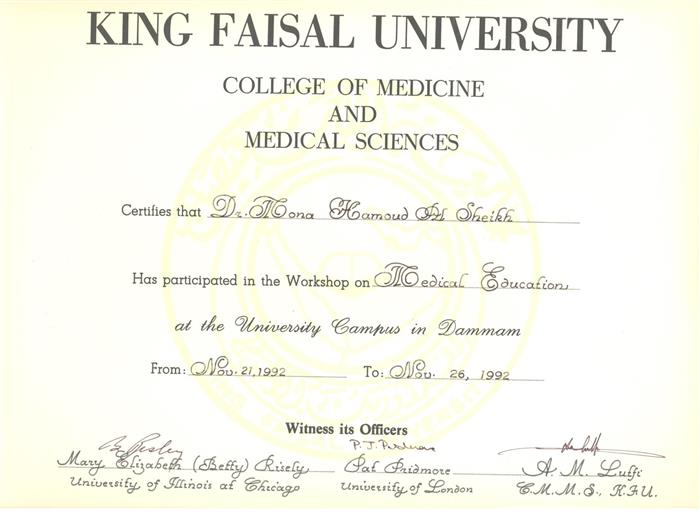 KING FAISAL UNIVERSITY
COLLEGE OF MEDICINE
AND
MEDICAL SCIENCES
Certifies that Dr. Mona Hamoud Al Sheikh
Has participated in the Workshop on Medical Education
at the University Campus in Dammam
From: Nov. 21, 1992 To: Nov. 26, 1992
Witness its Officers
Mary Elizabeth (Betty) Risely Pat Pridmore A. M. Lutfi
University of Illinois at Chicago University of London C.M.M.S., K.F.U.